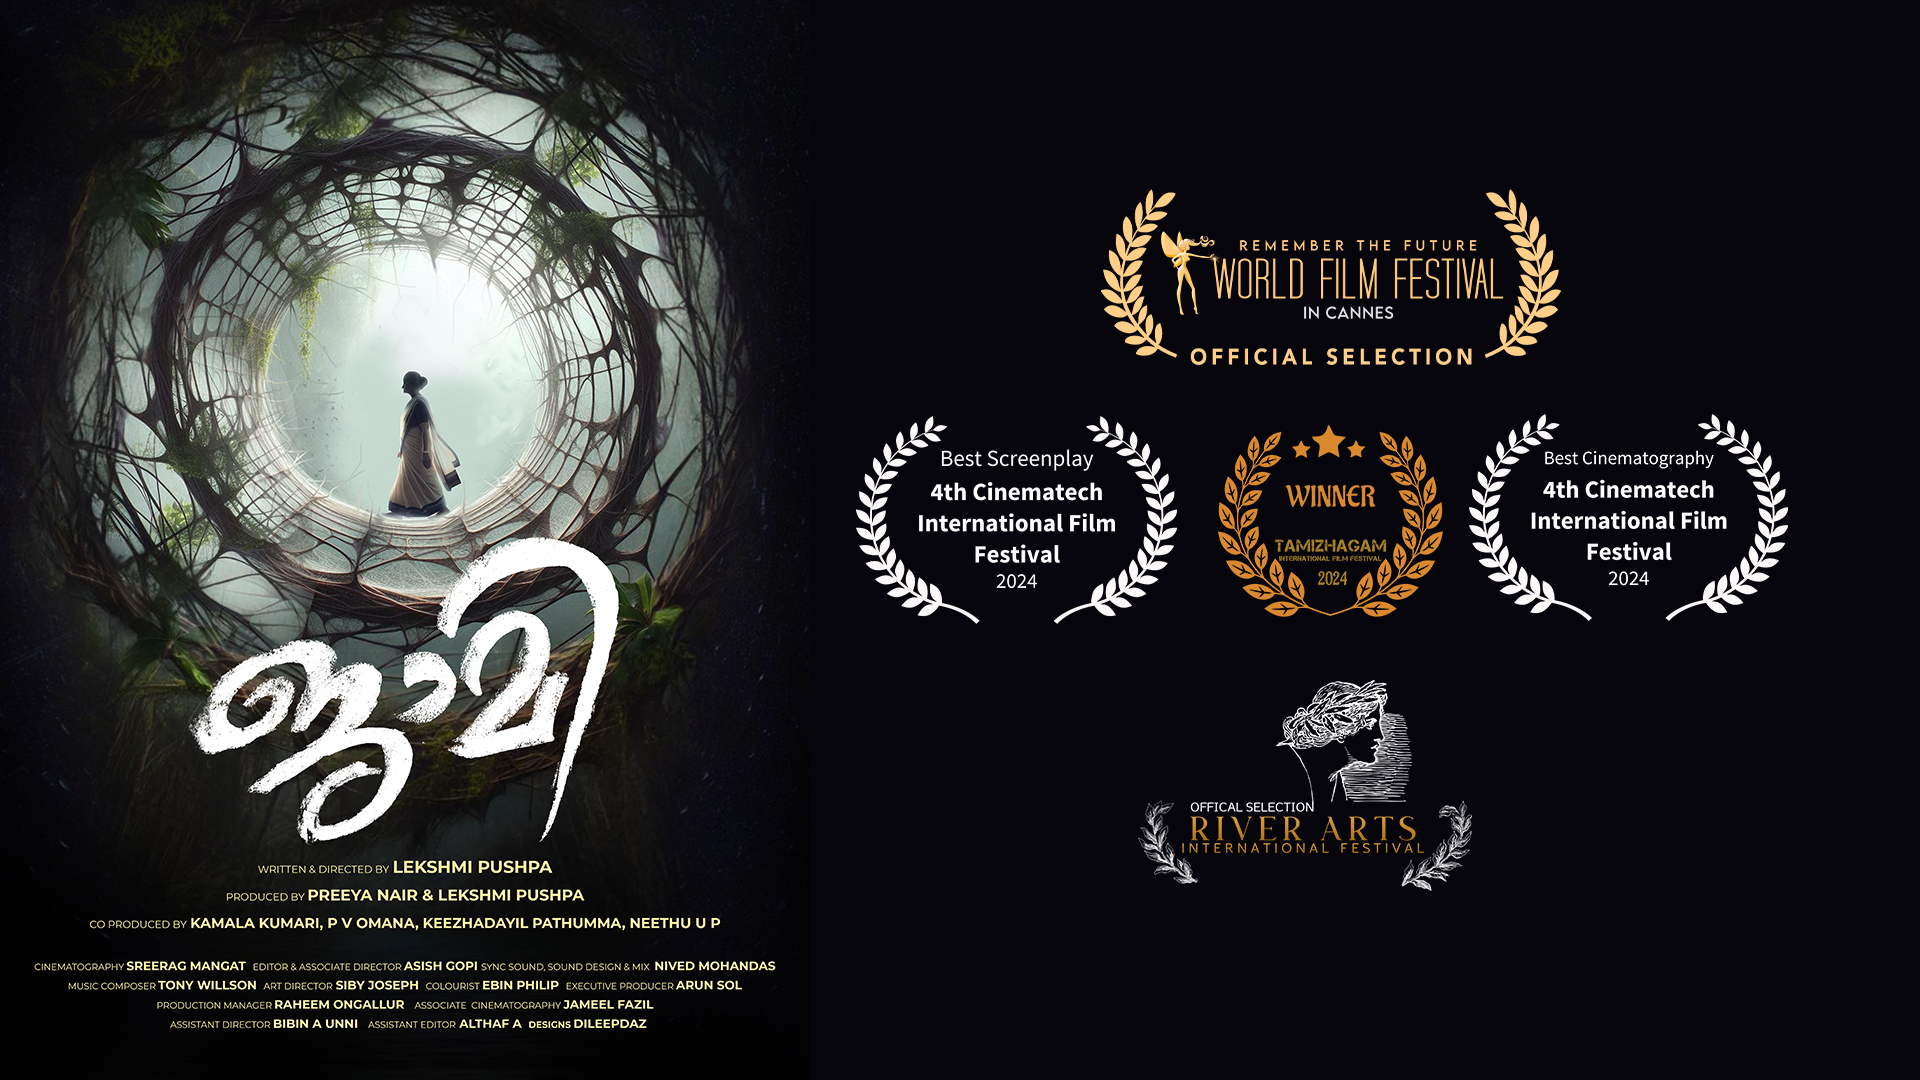 ജാമി
WRITTEN & DIRECTED BY LEKSHMI PUSHPA
PRODUCED BY PREEYA NAIR & LEKSHMI PUSHPA
CO PRODUCED BY KAMALA KUMARI, P V OMANA, KEEZHADAYIL PATHUMMA, NEETHU U P
CINEMATOGRAPHY SREERAG MANGAT EDITOR & ASSOCIATE DIRECTOR ASISH GOPI SYNC SOUND, SOUND DESIGN & MIX NIVED MOHANDAS
MUSIC COMPOSER TONY WILLSON ART DIRECTOR SIBY JOSEPH COLOURIST EBIN PHILIP EXECUTIVE PRODUCER ARUN SOL
PRODUCTION MANAGER RAHEEM ONGALLUR ASSOCIATE CINEMATOGRAPHY JAMEEL FAZIL
ASSISTANT DIRECTOR BIBIN A UNNI ASSISTANT EDITOR ALTHAF A DESIGNS DILEEPDAZ
REMEMBER THE FUTURE
WORLD FILM FESTIVAL
IN CANNES
OFFICIAL SELECTION
Best Screenplay
4th Cinematech
International Film
Festival
2024
WINNER
TAMIZHAGAM
INTERNATIONAL FILM FESTIVAL
2024
Best Cinematography
4th Cinematech
International Film
Festival
2024
OFFICAL SELECTION
RIVER ARTS
INTERNATIONAL FESTIVAL